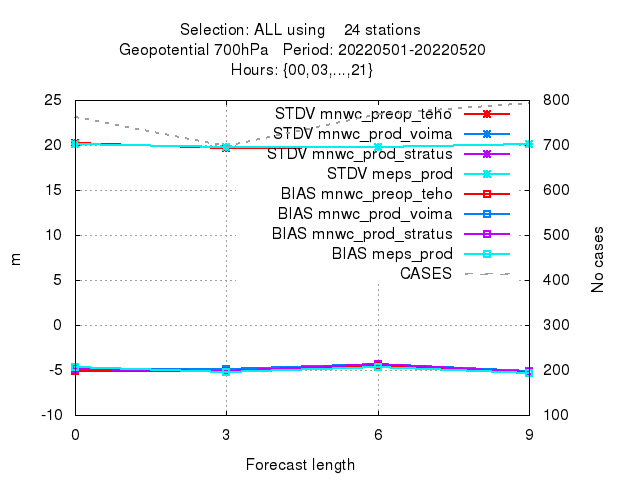 Selection: ALL using    24 stations
Geopotential 700hPa   Period: 20220501-20220520
Hours: {00,03,...,21}
25
20
15
10
5
0
-5
-10
m
800
700
600
500
400
300
200
100
No cases
STDV mnwc_preop_teho
STDV mnwc_prod_voima
STDV mnwc_prod_stratus
STDV meps_prod
BIAS mnwc_preop_teho
BIAS mnwc_prod_voima
BIAS mnwc_prod_stratus
BIAS meps_prod
CASES
0 3 6 9
Forecast length